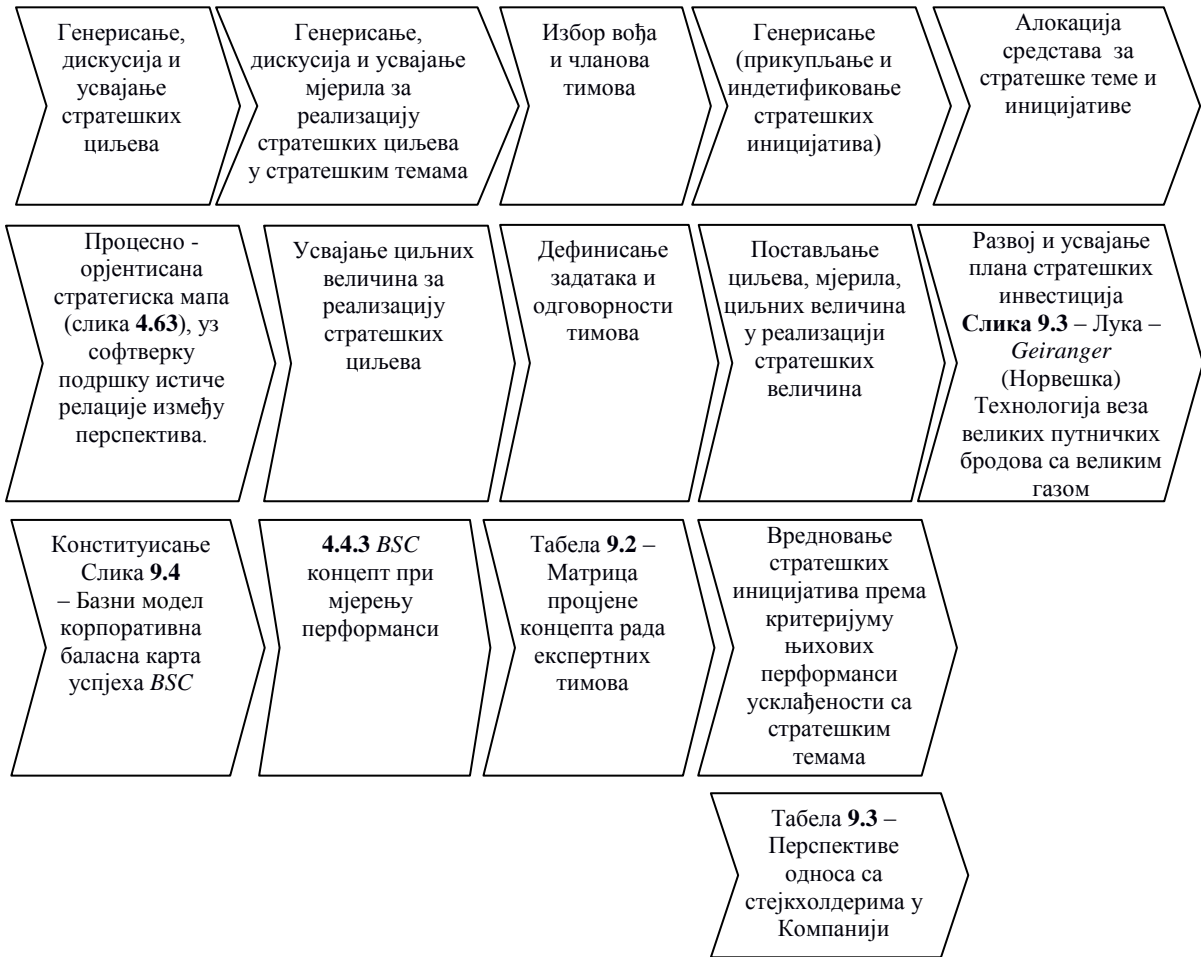 Генерисање,
дискусија и
усвајање
стратешких
циљева
Генерисање,
дискусија и усвајање
мјерила за
реализацију
стратешких циљева
у стратешким темама
Избор вођа
и чланова
тимова
Генерисање
(прикупљање и
индетификовање
стратешких
иницијатива)
Алокација
средстава за
стратешке теме и
иницијативе
Процесно -
орјентисана
стратегиска мапа
(слика 4.63), уз
софтверку
подршку истиче
релације између
перспектива.
Усвајање циљних
величина за
реализацију
стратешких
циљева
Дефинисање
задатака и
одговорности
тимова
Постављање
циљева, мјерила,
циљних величина
у реализацији
стратешких
величина
Развој и усвајање
плана стратешких
инвестиција
Слика 9.3 – Лука –
Geiranger
(Норвешка)
Технологија веза
великих путничких
бродова са великим
газом
Конституисање
Слика 9.4
– Базни модел
корпоративна
баласна карта
успјеха BSC
4.4.3 BSC
концепт при
мјерењу
перформанси
Табела 9.2 –
Матрица
процјене
концепта рада
експертних
тимова
Вредновање
стратешких
иницијатива према
критеријуму
њихових
перформанси
усклађености са
стратешким
темама
Табела 9.3 –
Перспективе
односа са
стејкхолдерима у
Компанији